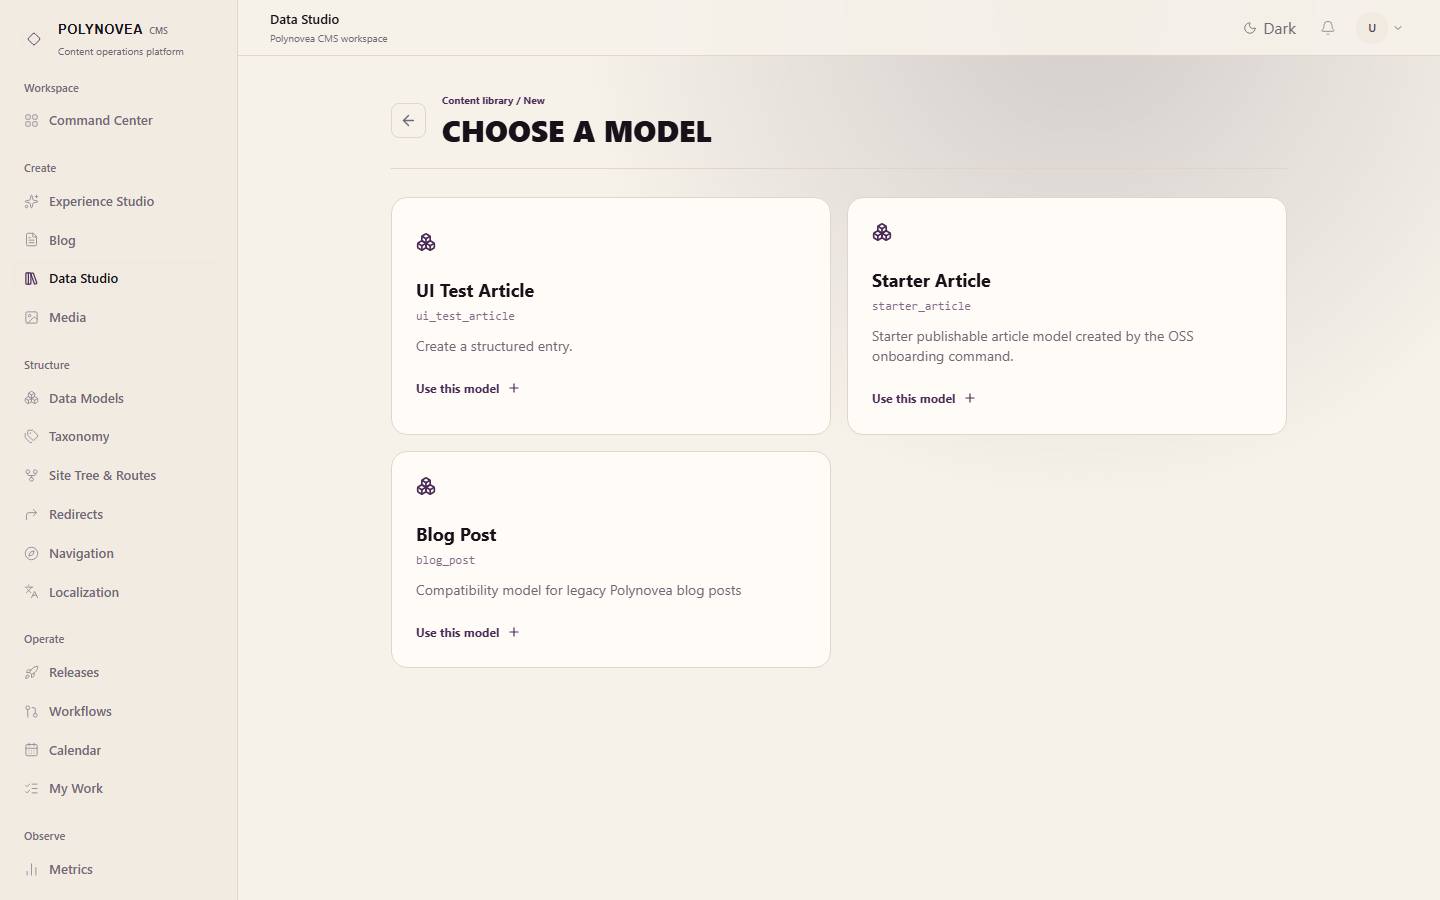 POLYNOVEA CMS
Content operations platform
Workspace
Command Center
Create
Experience Studio
Blog
Data Studio
Media
Structure
Data Models
Taxonomy
Site Tree & Routes
Redirects
Navigation
Localization
Operate
Releases
Workflows
Calendar
My Work
Observe
Metrics
Data Studio
Polynovea CMS workspace
Dark
U
Content library / New
CHOOSE A MODEL
UI Test Article
ui_test_article
Create a structured entry.
Use this model +
Starter Article
starter_article
Starter publishable article model created by the OSS
onboarding command.
Use this model +
Blog Post
blog_post
Compatibility model for legacy Polynovea blog posts
Use this model +